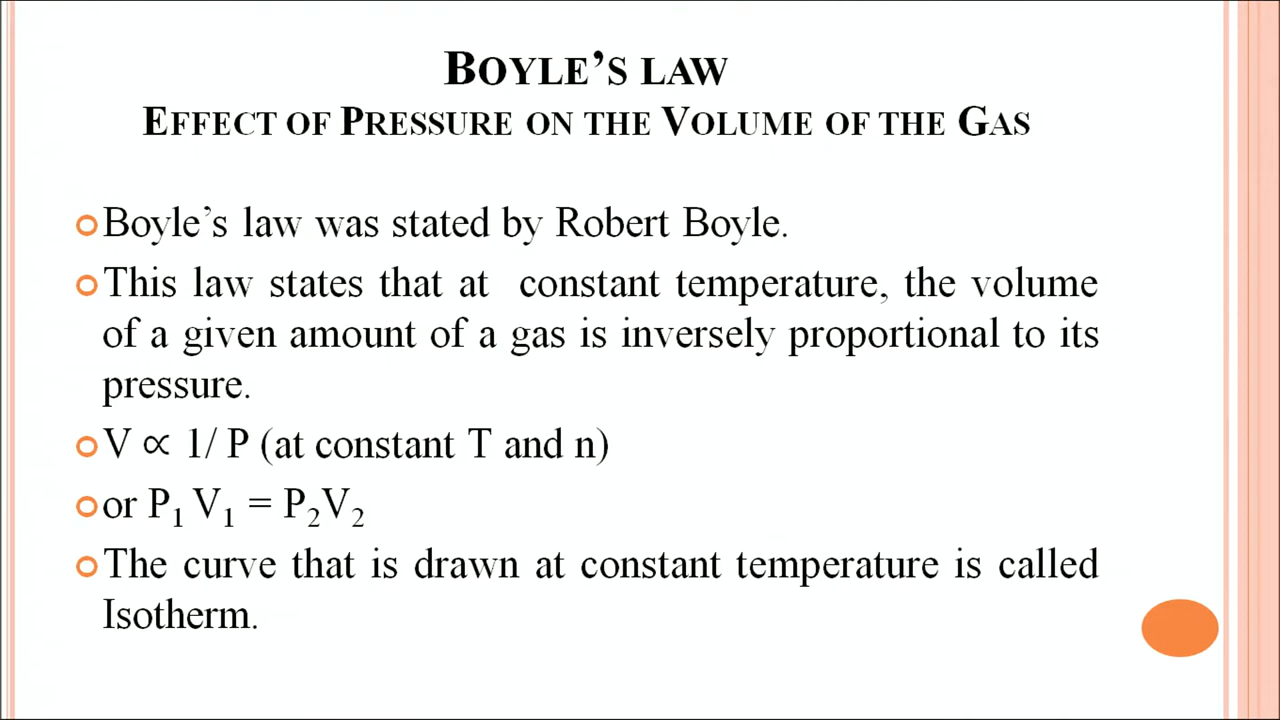 BOYLE'S LAW
EFFECT OF PRESSURE ON THE VOLUME OF THE GAS
Boyle's law was stated by Robert Boyle.
This law states that at constant temperature, the volume
of a given amount of a gas is inversely proportional to its
pressure.
V ∝ 1/ P (at constant T and n)
or P₁ V₁ = P₂V₂
The curve that is drawn at constant temperature is called
Isotherm.